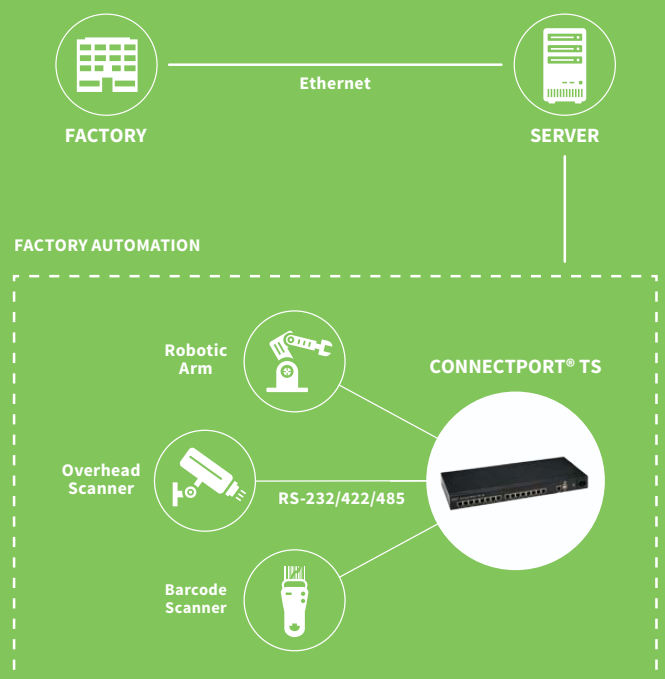 Ethernet
FACTORY
SERVER
FACTORY AUTOMATION
Robotic
Arm
CONNECTPORT® TS
Overhead
Scanner
RS-232/422/485
Barcode
Scanner